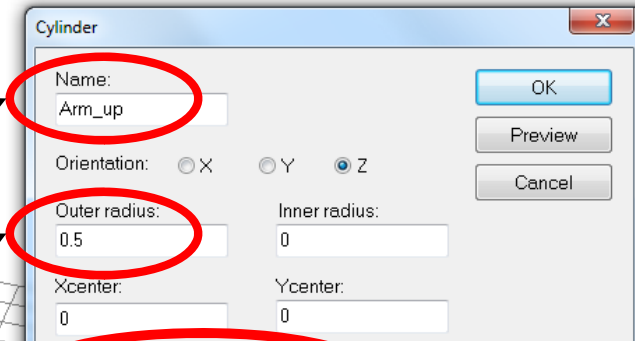 Cylinder
Name:
Arm_up
OK
Preview
Orientation: X Y Z
Cancel
Outer radius: Inner radius:
0.5 0
Xcenter: Ycenter:
0 0